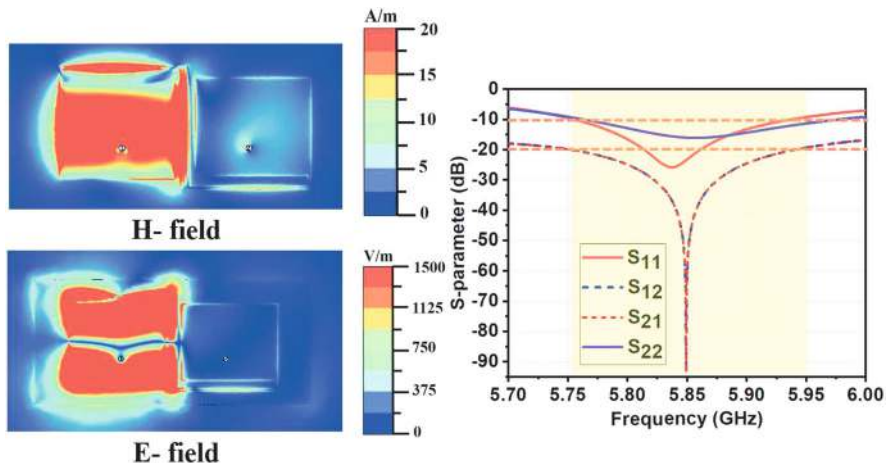 A/m
20
15
10
5
0
H- field
V/m
1500
1125
750
375
0
E- field
S-parameter (dB)
0
-10
-20
-30
-40
-50
-60
-70
-80
-90
S11
S12
S21
S22
5.70 5.75 5.80 5.85 5.90 5.95 6.00
Frequency (GHz)